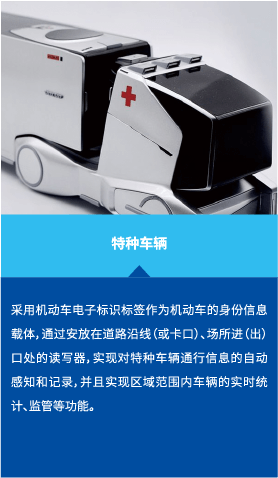 特种车辆
采用机动车电子标识标签作为机动车的身份信息
载体，通过安放在道路沿线（或卡口）、场所进（出）
口处的读写器，实现对特种车辆通行信息的自动
感知和记录，并且实现区域范围内车辆的实时统
计、监管等功能。